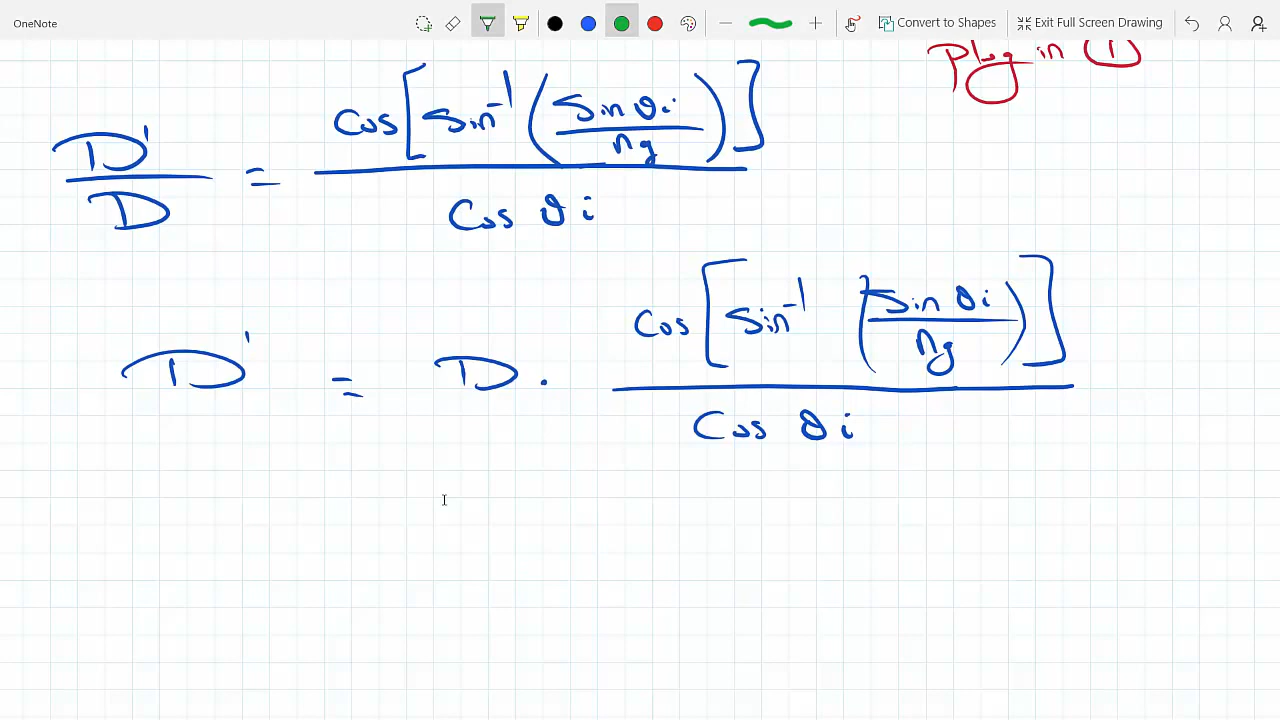 OneNote
Convert to Shapes
Exit Full Screen Drawing
Plug in ①
D'/D = cos[sin⁻¹(sin θi/ng)]/cos θi
D' = D · cos[sin⁻¹(sin θi/ng)]/cos θi